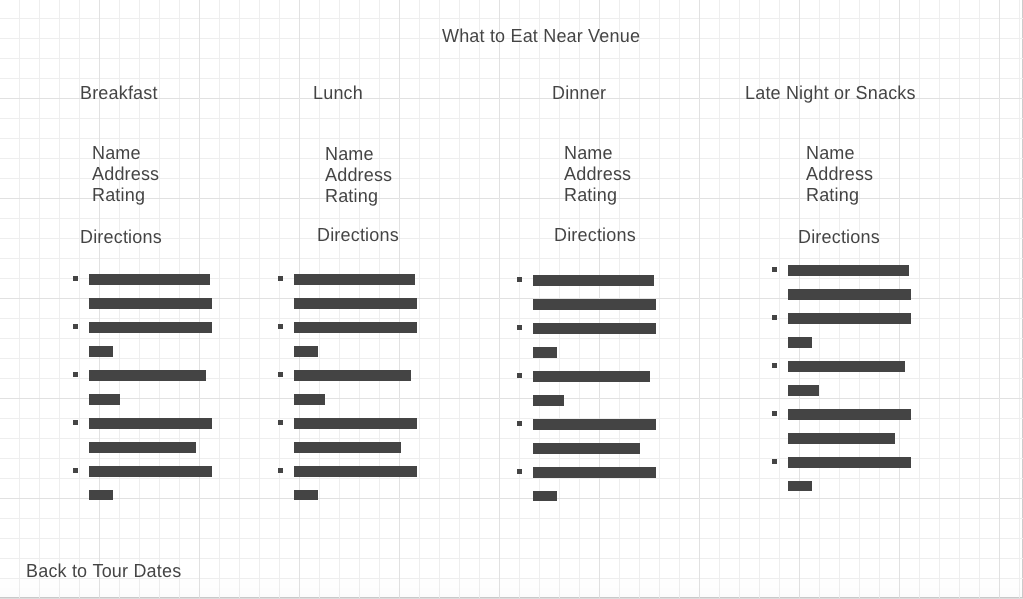 What to Eat Near Venue
Breakfast
Name
Address
Rating
Directions
Lunch
Name
Address
Rating
Directions
Dinner
Name
Address
Rating
Directions
Late Night or Snacks
Name
Address
Rating
Directions
Back to Tour Dates